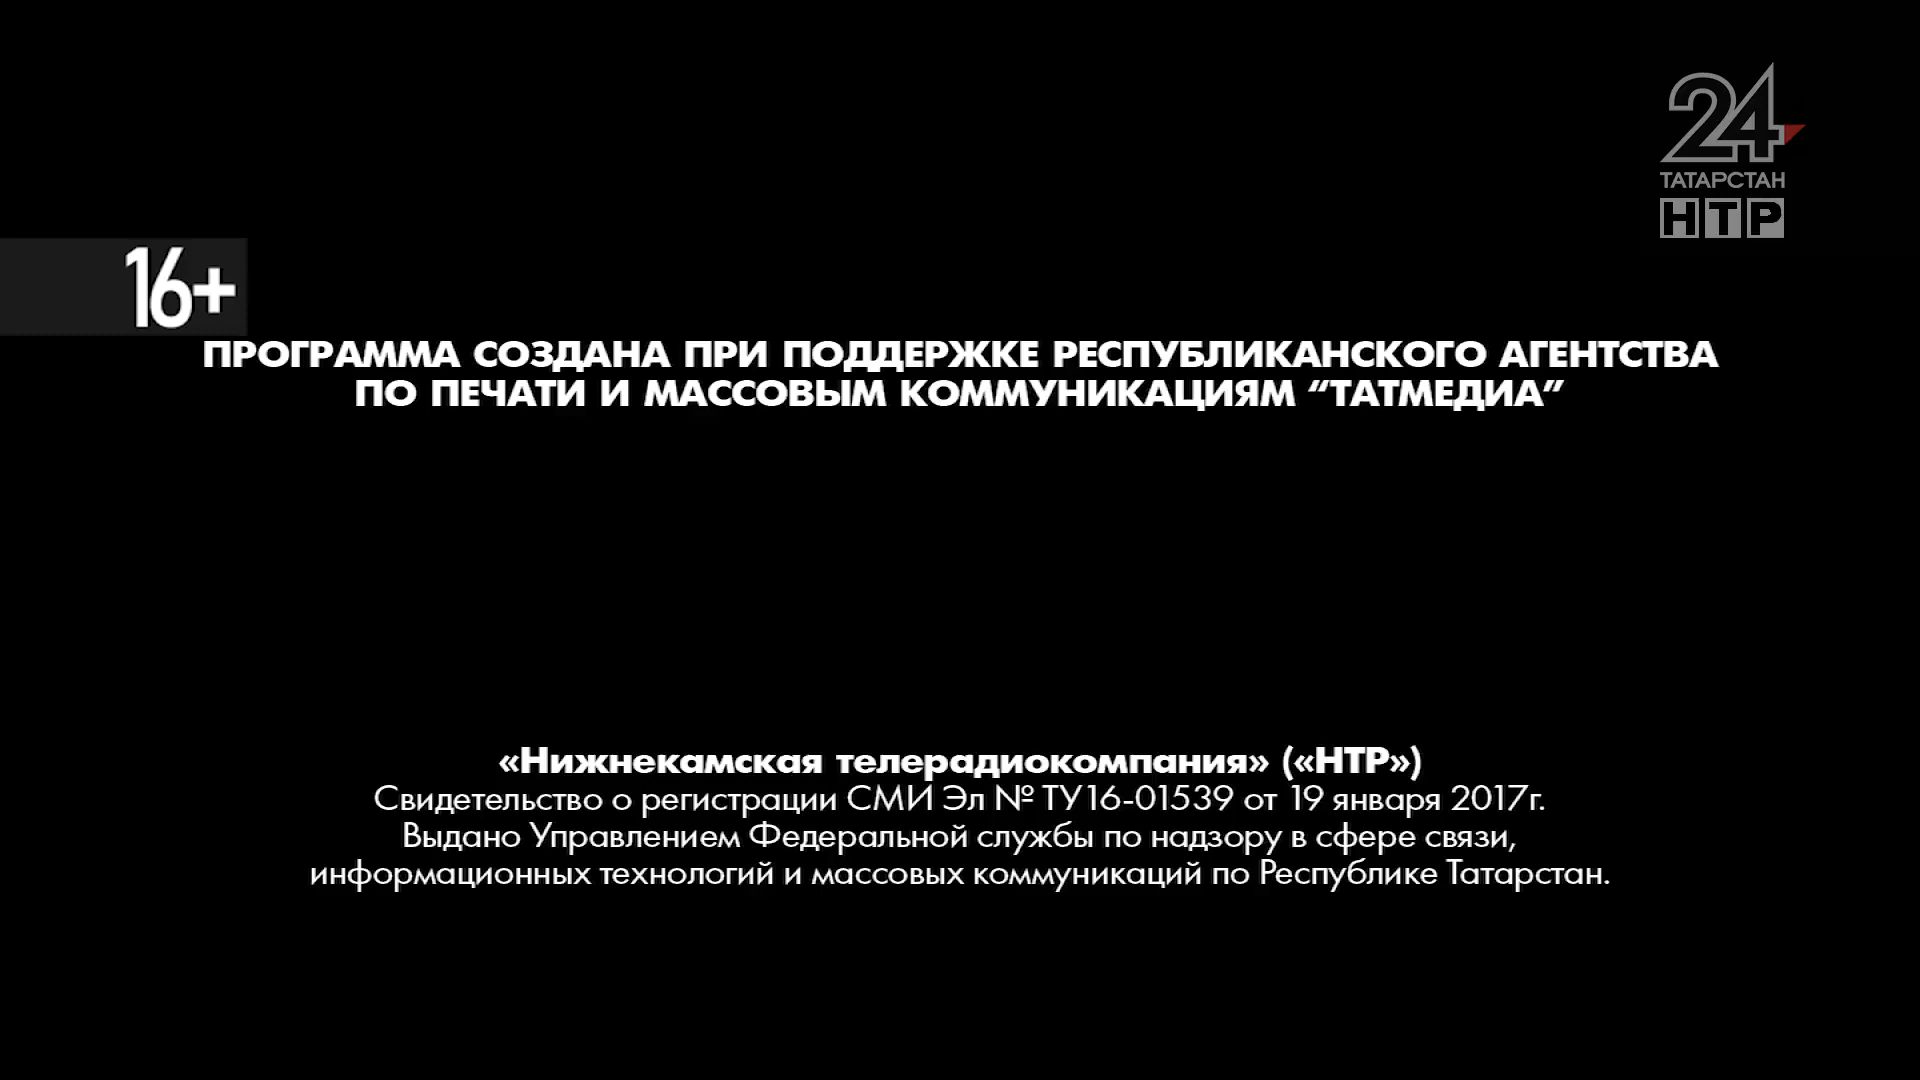 24
ТАТАРСТАН
НТР
16+
ПРОГРАММА СОЗДАНА ПРИ ПОДДЕРЖКЕ РЕСПУБЛИКАНСКОГО АГЕНТСТВА
ПО ПЕЧАТИ И МАССОВЫМ КОММУНИКАЦИЯМ “ТАТМЕДИА”
«Нижнекамская телерадиокомпания» («НТР»)
Свидетельство о регистрации СМИ Эл № ТУ16-01539 от 19 января 2017г.
Выдано Управлением Федеральной службы по надзору в сфере связи,
информационных технологий и массовых коммуникаций по Республике Татарстан.